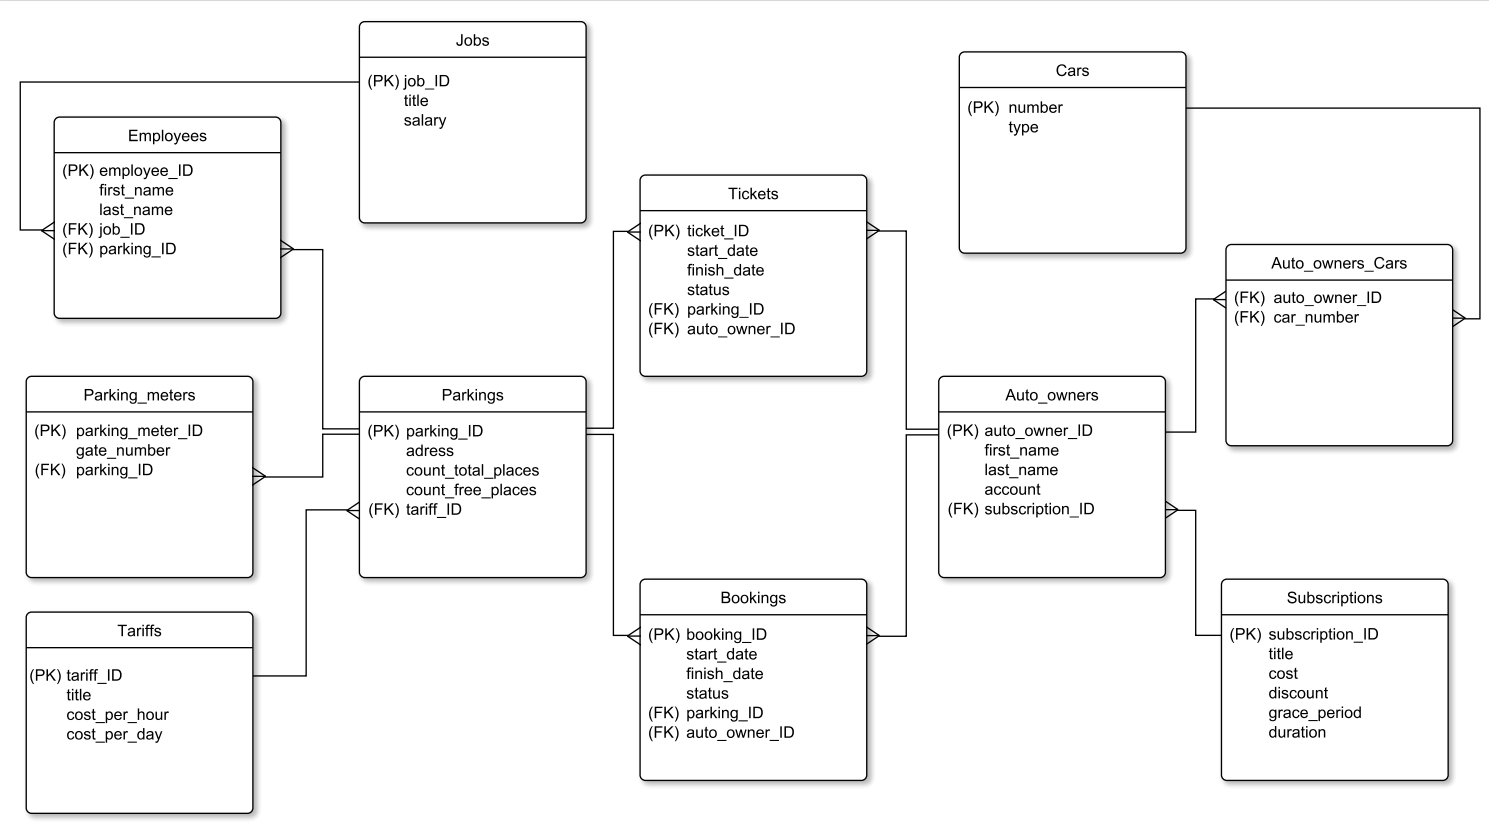 Jobs
(PK) job_ID
title
salary
Cars
(PK) number
type
Employees
(PK) employee_ID
first_name
last_name
(FK) job_ID
(FK) parking_ID
Tickets
(PK) ticket_ID
start_date
finish_date
status
(FK) parking_ID
(FK) auto_owner_ID
Auto_owners_Cars
(FK) auto_owner_ID
(FK) car_number
Parking_meters
(PK) parking_meter_ID
gate_number
(FK) parking_ID
Parkings
(PK) parking_ID
adress
count_total_places
count_free_places
(FK) tariff_ID
Auto_owners
(PK) auto_owner_ID
first_name
last_name
account
(FK) subscription_ID
Tariffs
(PK) tariff_ID
title
cost_per_hour
cost_per_day
Bookings
(PK) booking_ID
start_date
finish_date
status
(FK) parking_ID
(FK) auto_owner_ID
Subscriptions
(PK) subscription_ID
title
cost
discount
grace_period
duration